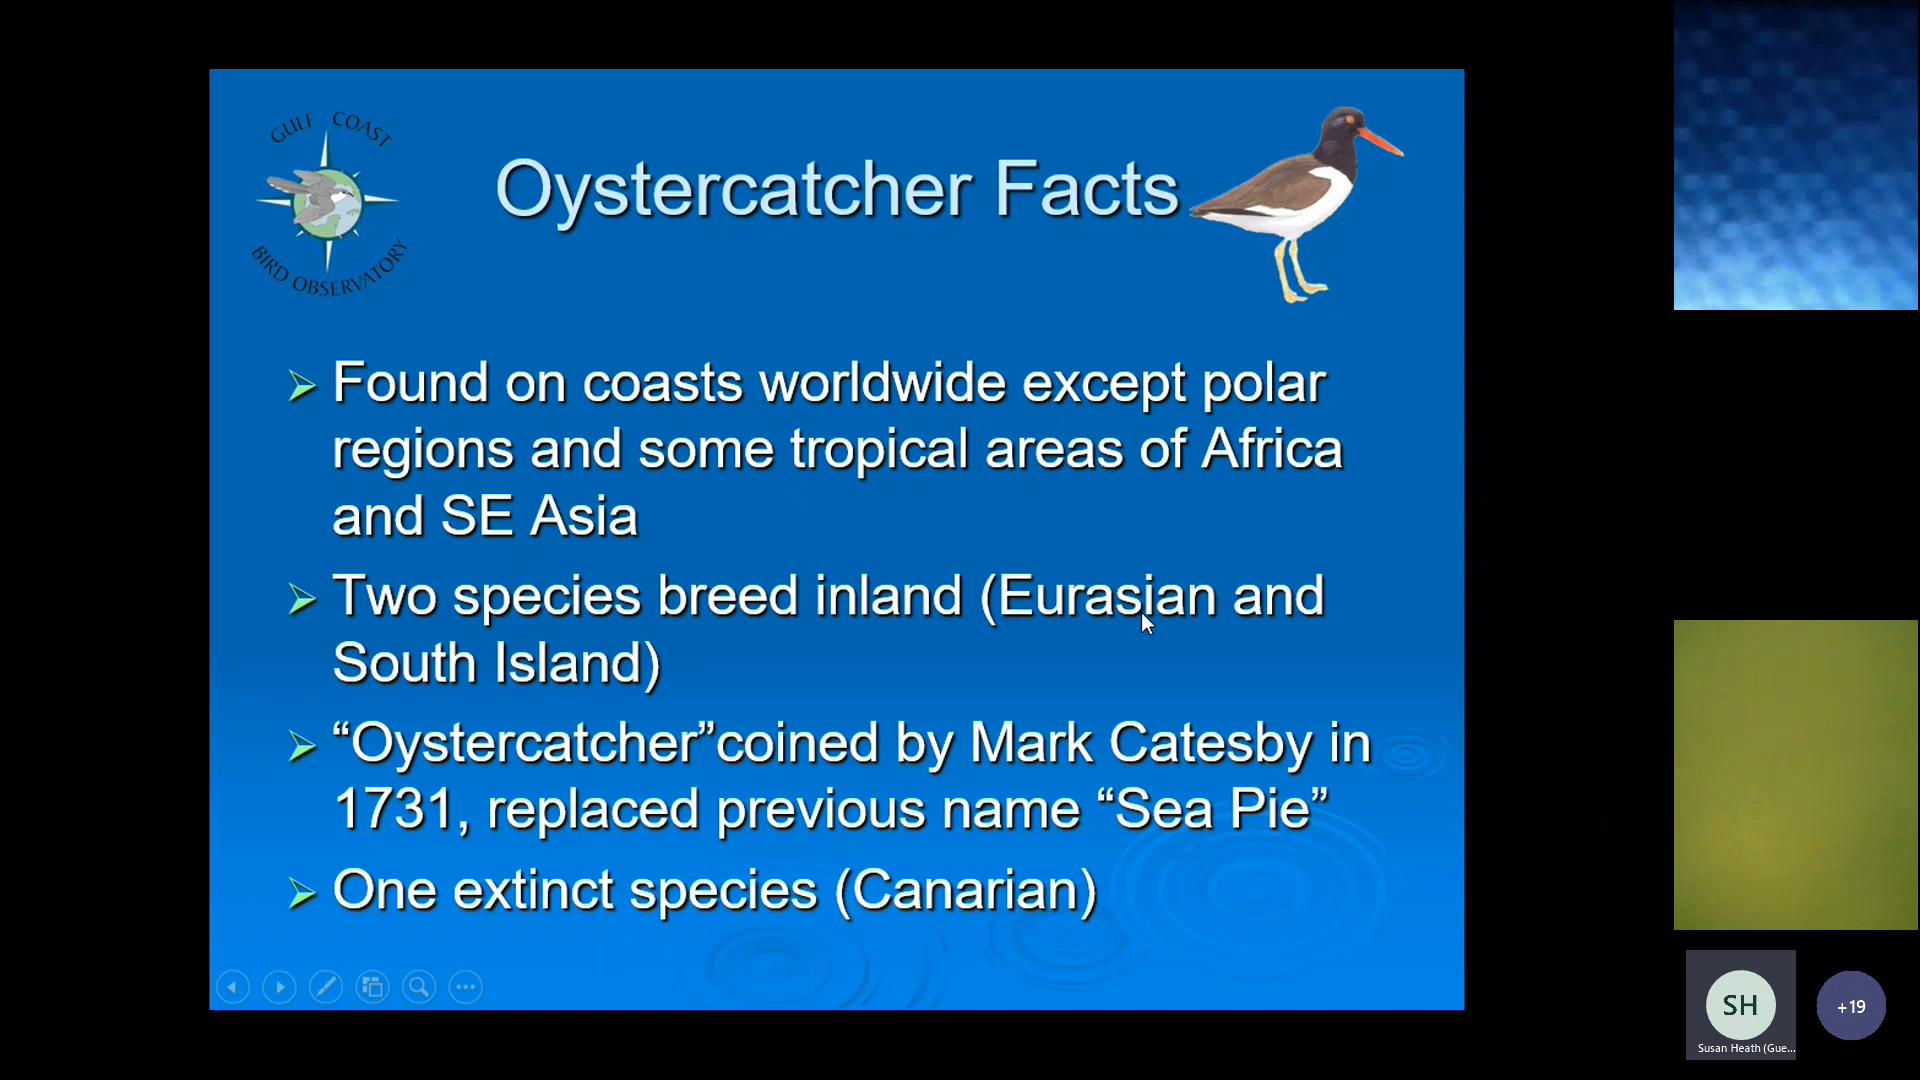 GULF COAST
BIRD OBSERVATORY
Oystercatcher Facts
Found on coasts worldwide except polar
regions and some tropical areas of Africa
and SE Asia
Two species breed inland (Eurasian and
South Island)
“Oystercatcher”coined by Mark Catesby in
1731, replaced previous name “Sea Pie”
One extinct species (Canarian)
SH
+19
Susan Heath (Gue...